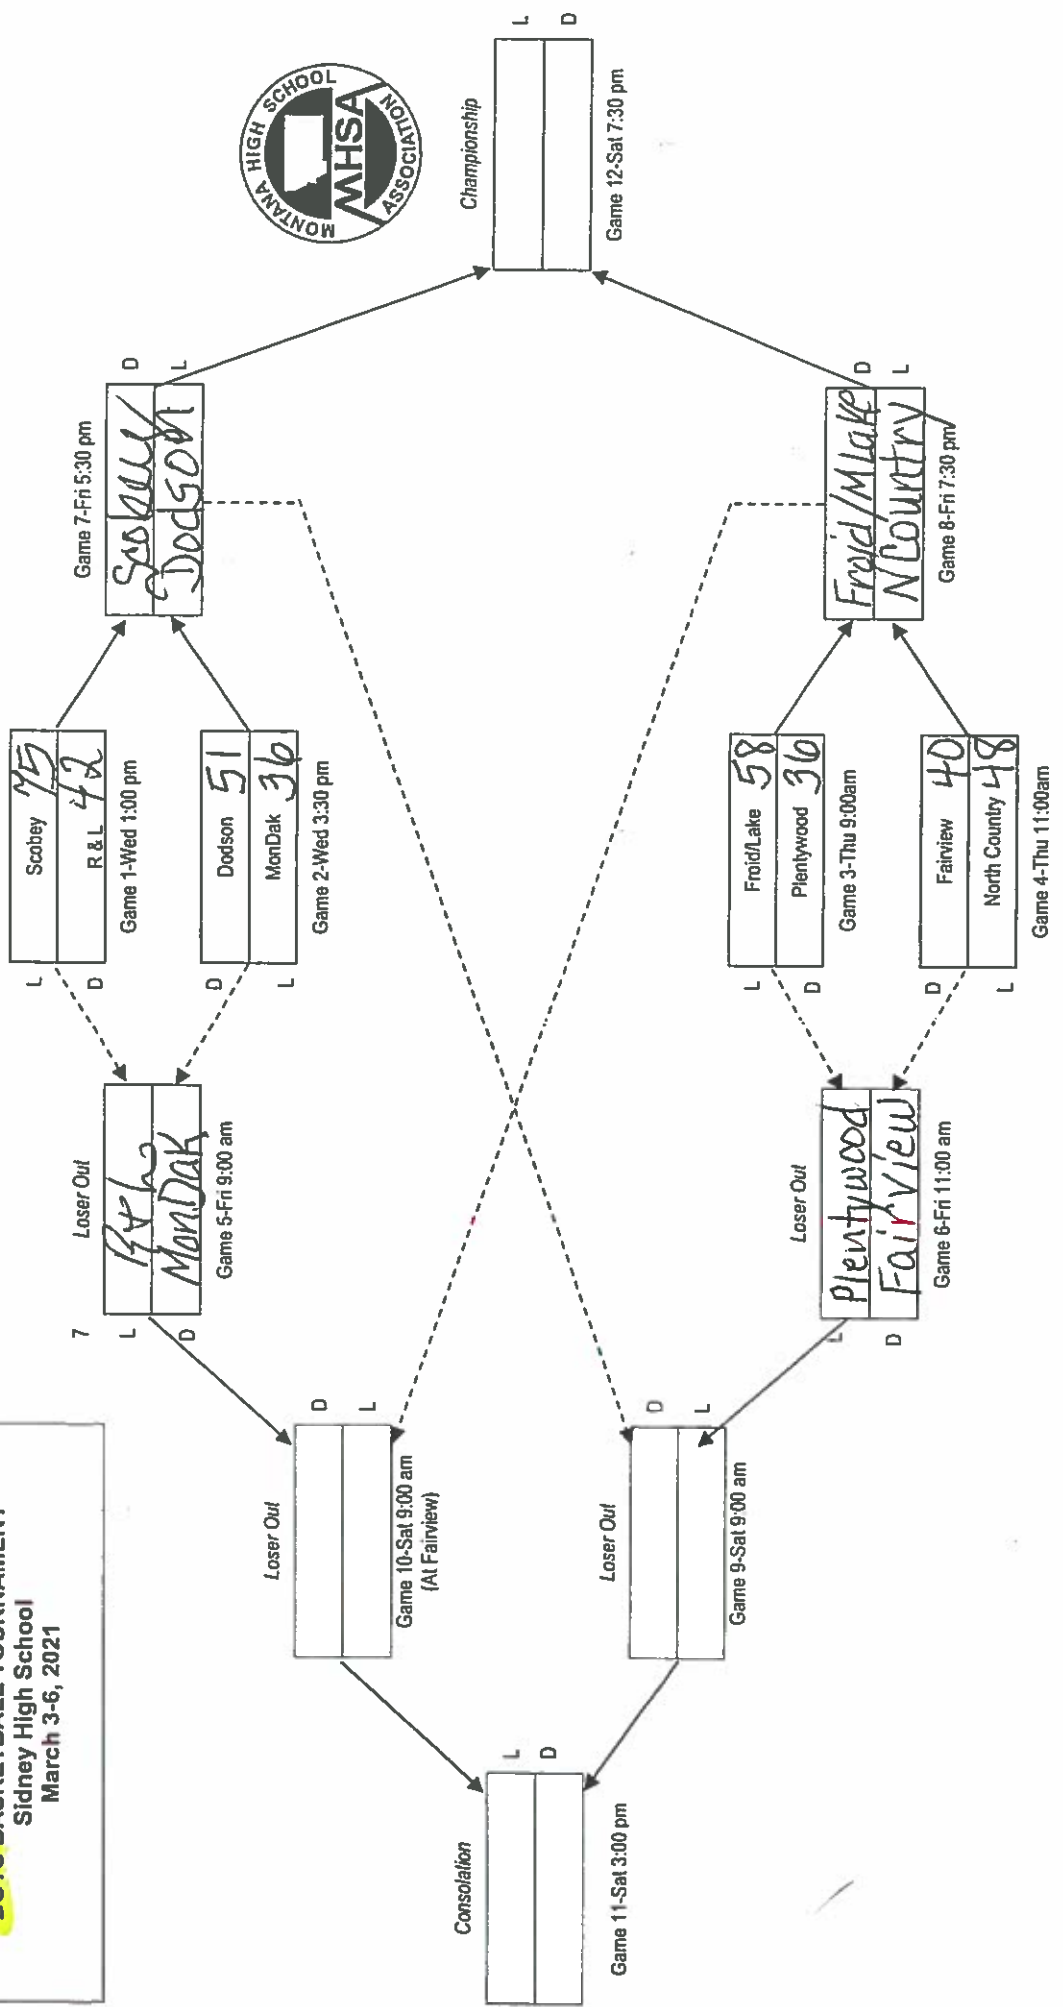 BASKETBALL TOURNAMENT
Sidney High School
March 3-6, 2021
MONTANA HIGH SCHOOL
MHSA
ASSOCIATION
Scobey 75
R & L 42
L
D
Game 1-Wed 1:00 pm
Dodson 51
MonDak 36
D
L
Game 2-Wed 3:30 pm
Froid/Lake 58
Plentywood 36
L
D
Game 3-Thu 9:00am
Fairview 40
North Country 48
D
L
Game 4-Thu 11:00am
7
Loser Out
L
D
MonDak
Game 5-Fri 9:00 am
Loser Out
L Plentywood
D Fairview
Game 6-Fri 11:00 am
Game 7-Fri 5:30 pm
Scobey D
Dodson L
Froid/MLake D
N Country L
Game 8-Fri 7:30 pm
Loser Out
D
L
Game 10-Sat 9:00 am
(At Fairview)
Loser Out
D
L
Game 9-Sat 9:00 am
Consolation
L
D
Game 11-Sat 3:00 pm
Championship
L
D
Game 12-Sat 7:30 pm